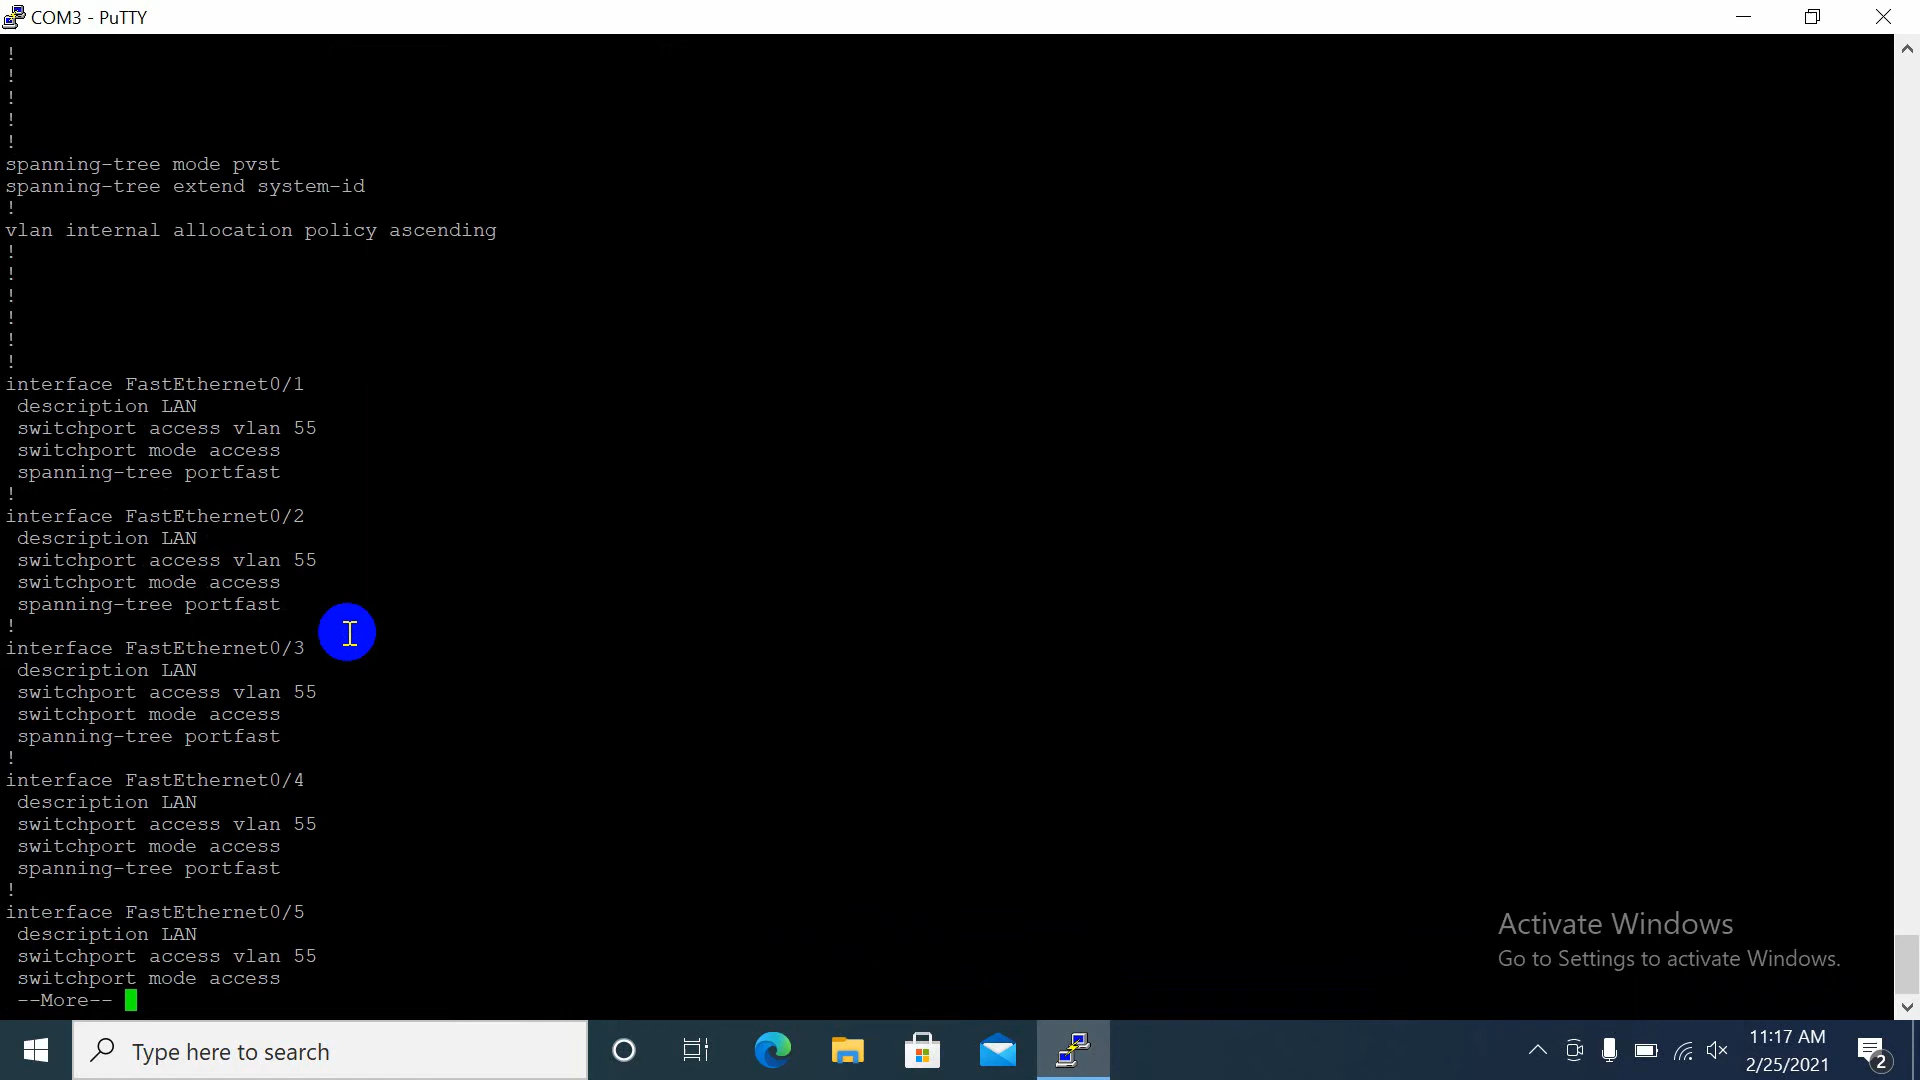 COM3 - PuTTY
!
!
!
!
!
spanning-tree mode pvst
spanning-tree extend system-id
!
vlan internal allocation policy ascending
!
!
!
!
!
!
interface FastEthernet0/1
 description LAN
 switchport access vlan 55
 switchport mode access
 spanning-tree portfast
!
interface FastEthernet0/2
 description LAN
 switchport access vlan 55
 switchport mode access
 spanning-tree portfast
!
interface FastEthernet0/3
 description LAN
 switchport access vlan 55
 switchport mode access
 spanning-tree portfast
!
interface FastEthernet0/4
 description LAN
 switchport access vlan 55
 switchport mode access
 spanning-tree portfast
!
interface FastEthernet0/5
 description LAN
 switchport access vlan 55
 switchport mode access
 --More--
Activate Windows
Go to Settings to activate Windows.
Type here to search
11:17 AM
2/25/2021
2